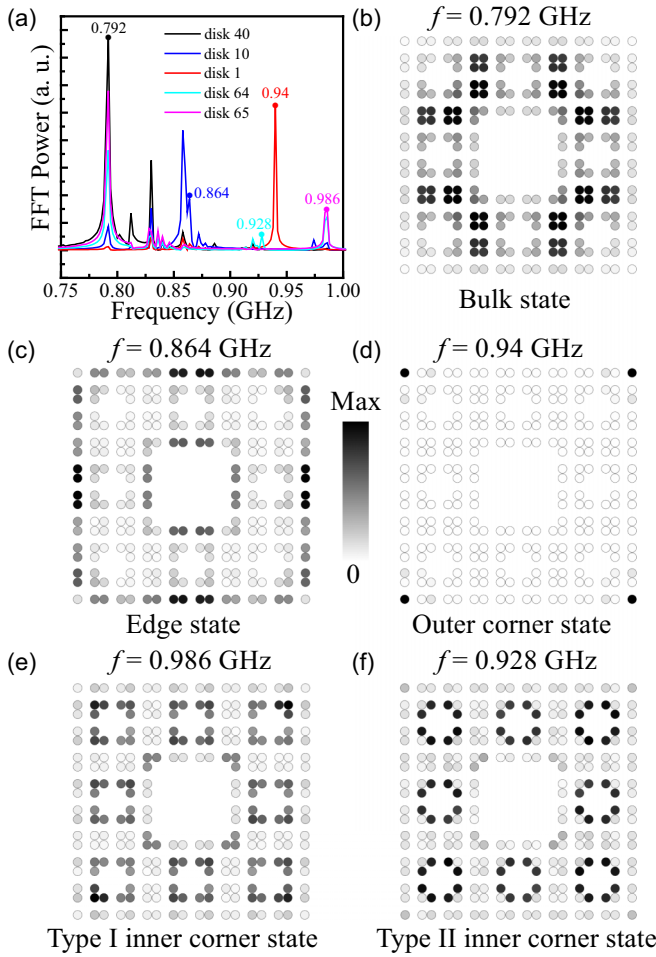 (a)
0.792
disk 40
disk 10
disk 1
disk 64
disk 65
0.94
0.864
0.928
0.986
FFT Power (a. u.)
0.75 0.80 0.85 0.90 0.95 1.00
Frequency (GHz)
(b) f = 0.792 GHz
Bulk state
(c) f = 0.864 GHz
Edge state
Max
0
(d) f = 0.94 GHz
Outer corner state
(e) f = 0.986 GHz
Type I inner corner state
(f) f = 0.928 GHz
Type II inner corner state